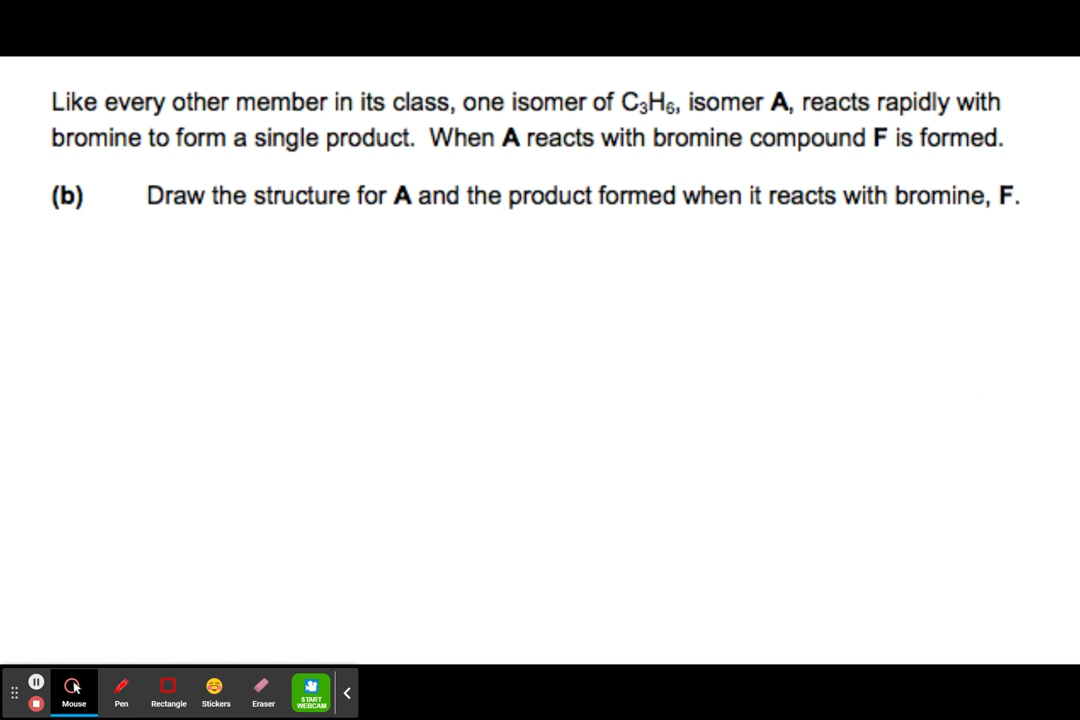 Like every other member in its class, one isomer of C₃H₆, isomer A, reacts rapidly with
bromine to form a single product. When A reacts with bromine compound F is formed.
(b) Draw the structure for A and the product formed when it reacts with bromine, F.
Mouse Pen Rectangle Stickers Eraser START WEBCAM